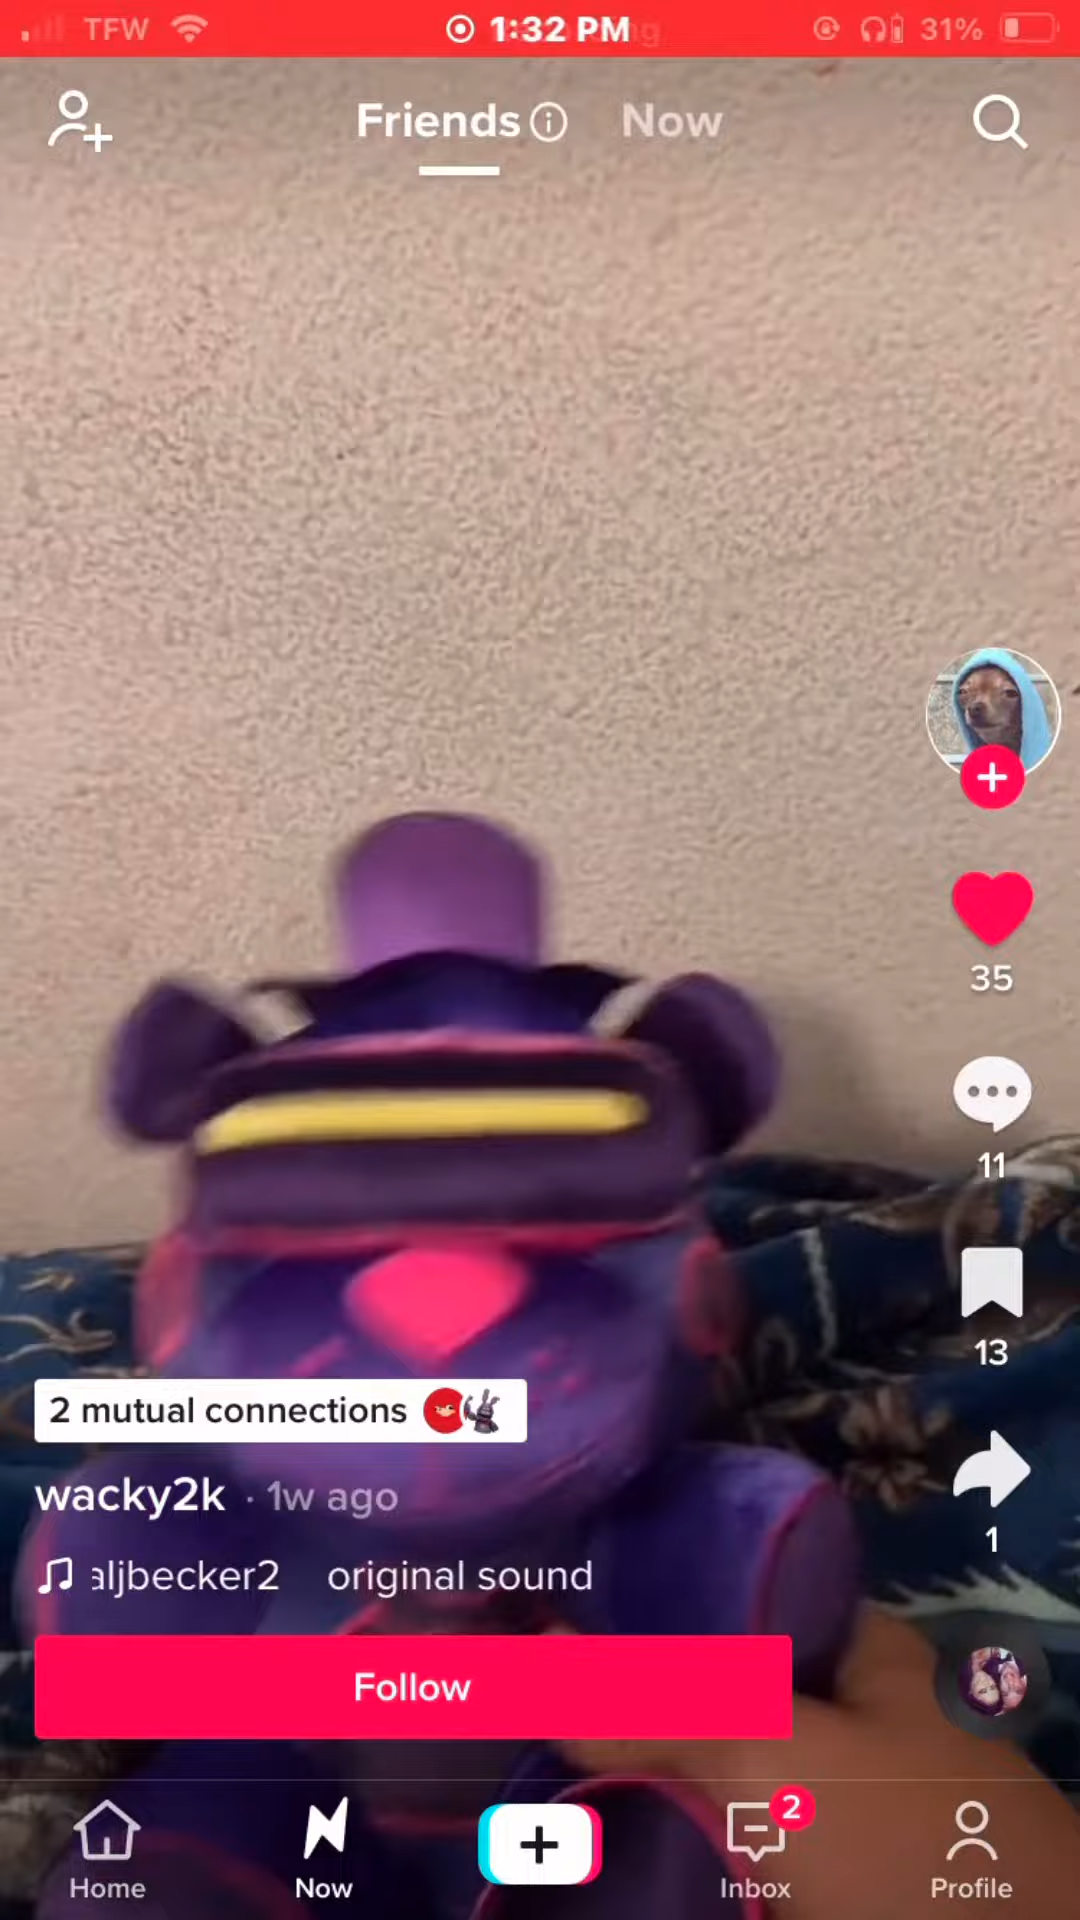 TFW 1:32 PM 31%
Friends Now
35
11
13
2 mutual connections
wacky2k · 1w ago
1
aljbecker2 original sound
Follow
2
Home Now Inbox Profile